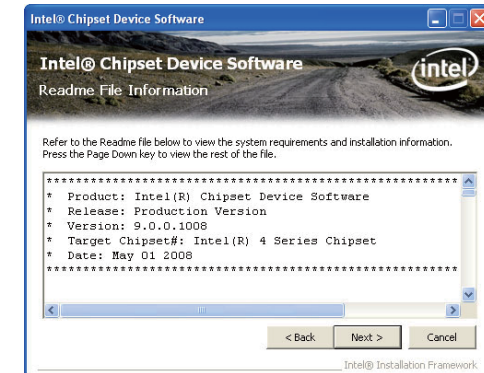 Intel® Chipset Device Software
Intel® Chipset Device Software
intel
Readme File Information
Refer to the Readme file below to view the system requirements and installation information.
Press the Page Down key to view the rest of the file.
*******************************************************
* Product: Intel(R) Chipset Device Software
* Release: Production Version
* Version: 9.0.0.1008
* Target Chipset#: Intel(R) 4 Series Chipset
* Date: May 01 2008
*******************************************************
< Back Next > Cancel
Intel® Installation Framework